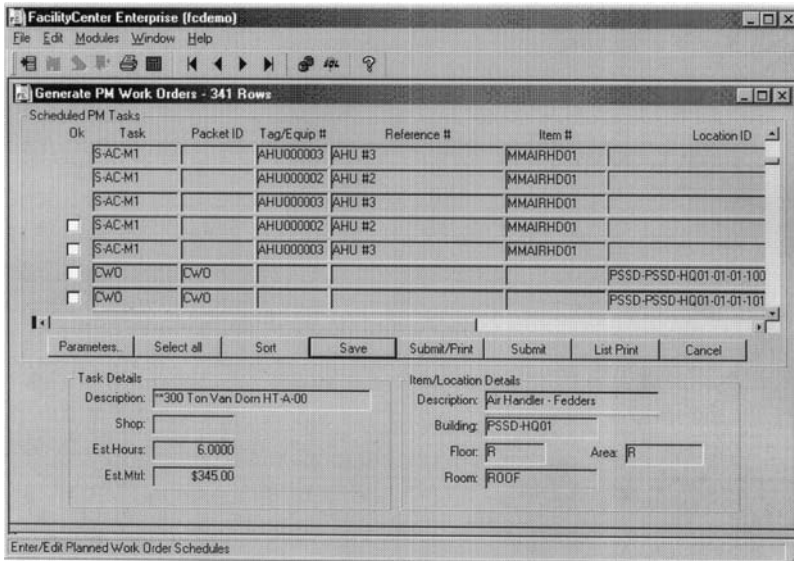 FacilityCenter Enterprise (fcdemo)
File Edit Modules Window Help
Generate PM Work Orders - 341 Rows
Scheduled PM Tasks
Ok Task Packet ID Tag/Equip # Reference # Item # Location ID
S-AC-M1 AHU000003 AHU #3 MMAIRHD01
S-AC-M1 AHU000002 AHU #2 MMAIRHD01
S-AC-M1 AHU000003 AHU #3 MMAIRHD01
S-AC-M1 AHU000002 AHU #2 MMAIRHD01
S-AC-M1 AHU000003 AHU #3 MMAIRHD01
CWO CWO PSSD-PSSD-HQ01-01-01-100
CWO CWO PSSD-PSSD-HQ01-01-01-101
Parameters.. Select all Sort Save Submit/Print Submit List Print Cancel
Task Details
Description: **300 Ton Van Dorn HT-A-00
Shop:
Est.Hours: 6.0000
Est.Mtrl: $345.00
Item/Location Details
Description: Air Handler - Fedders
Building: PSSD-HQ01
Floor: R Area: R
Room: ROOF
Enter/Edit Planned Work Order Schedules